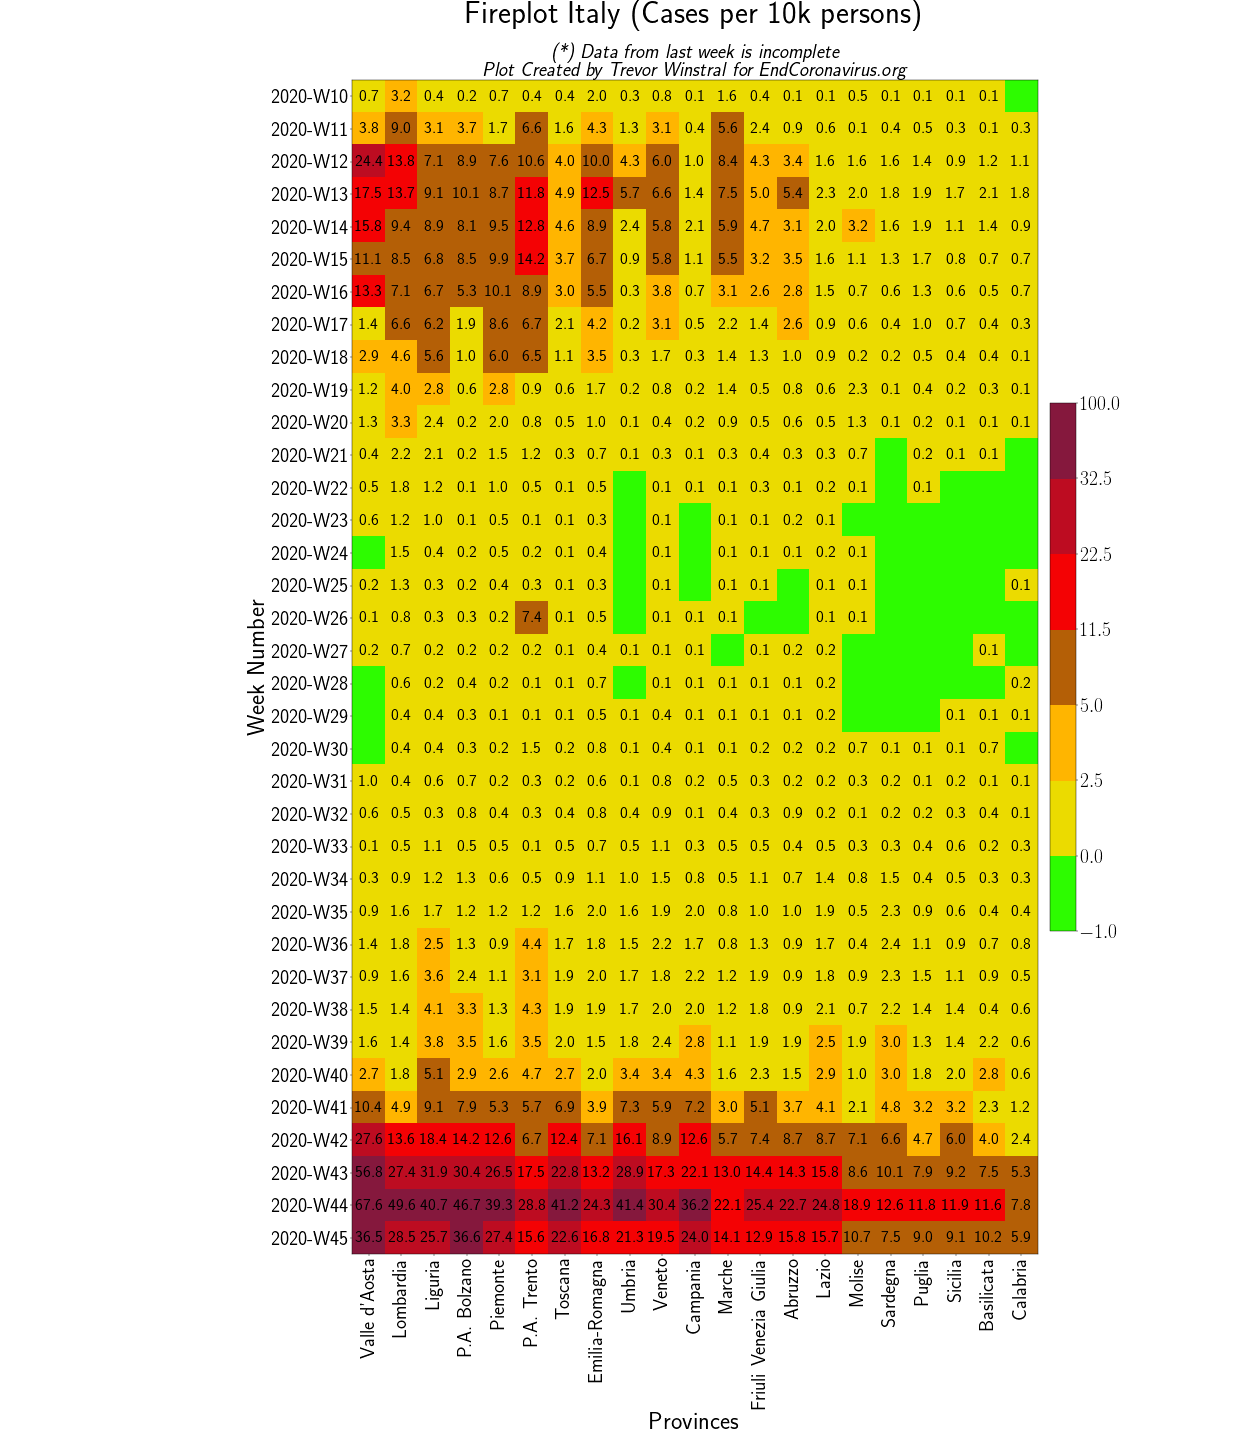 Fireplot Italy (Cases per 10k persons)
(*) Data from last week is incomplete
Plot Created by Trevor Winstral for EndCoronavirus.org
2020-W10 0.7 3.2 0.4 0.2 0.7 0.4 0.4 2.0 0.3 0.8 0.1 1.6 0.4 0.1 0.1 0.5 0.1 0.1 0.1 0.1
2020-W11 3.8 9.0 3.1 3.7 1.7 6.6 1.6 4.3 1.3 3.1 0.4 5.6 2.4 0.9 0.6 0.1 0.4 0.5 0.3 0.1 0.3
2020-W12 24.4 13.8 7.1 8.9 7.6 10.6 4.0 10.0 4.3 6.0 1.0 8.4 4.3 3.4 1.6 1.6 1.6 1.4 0.9 1.2 1.1
2020-W13 17.5 13.7 9.1 10.1 8.7 11.8 4.9 12.5 5.7 6.6 1.4 7.5 5.0 5.4 2.3 2.0 1.8 1.9 1.7 2.1 1.8
2020-W14 15.8 9.4 8.9 8.1 9.5 12.8 4.6 8.9 2.4 5.8 2.1 5.9 4.7 3.1 2.0 3.2 1.6 1.9 1.1 1.4 0.9
2020-W15 11.1 8.5 6.8 8.5 9.9 14.2 3.7 6.7 0.9 5.8 1.1 5.5 3.2 3.5 1.6 1.1 1.3 1.7 0.8 0.7 0.7
2020-W16 13.3 7.1 6.7 5.3 10.1 8.9 3.0 5.5 0.3 3.8 0.7 3.1 2.6 2.8 1.5 0.7 0.6 1.3 0.6 0.5 0.7
2020-W17 1.4 6.6 6.2 1.9 8.6 6.7 2.1 4.2 0.2 3.1 0.5 2.2 1.4 2.6 0.9 0.6 0.4 1.0 0.7 0.4 0.3
2020-W18 2.9 4.6 5.6 1.0 6.0 6.5 1.1 3.5 0.3 1.7 0.3 1.4 1.3 1.0 0.9 0.2 0.2 0.5 0.4 0.4 0.1
2020-W19 1.2 4.0 2.8 0.6 2.8 0.9 0.6 1.7 0.2 0.8 0.2 1.4 0.5 0.8 0.6 2.3 0.1 0.4 0.2 0.3 0.1
2020-W20 1.3 3.3 2.4 0.2 2.0 0.8 0.5 1.0 0.1 0.4 0.2 0.9 0.5 0.6 0.5 1.3 0.1 0.2 0.1 0.1 0.1
2020-W21 0.4 2.2 2.1 0.2 1.5 1.2 0.3 0.7 0.1 0.3 0.1 0.3 0.4 0.3 0.3 0.7 0.2 0.1 0.1
2020-W22 0.5 1.8 1.2 0.1 1.0 0.5 0.1 0.5 0.1 0.1 0.1 0.3 0.1 0.2 0.1 0.1
2020-W23 0.6 1.2 1.0 0.1 0.5 0.1 0.1 0.3 0.1 0.1 0.1 0.2 0.1
2020-W24 1.5 0.4 0.2 0.5 0.2 0.1 0.4 0.1 0.1 0.1 0.1 0.2 0.1
2020-W25 0.2 1.3 0.3 0.2 0.4 0.3 0.1 0.3 0.1 0.1 0.1 0.1 0.1 0.1
2020-W26 0.1 0.8 0.3 0.3 0.2 7.4 0.1 0.5 0.1 0.1 0.1 0.1 0.1
2020-W27 0.2 0.7 0.2 0.2 0.2 0.2 0.1 0.4 0.1 0.1 0.1 0.1 0.2 0.2 0.1
2020-W28 0.6 0.2 0.4 0.2 0.1 0.1 0.7 0.1 0.1 0.1 0.1 0.1 0.2 0.2
2020-W29 0.4 0.4 0.3 0.1 0.1 0.1 0.5 0.1 0.4 0.1 0.1 0.1 0.1 0.2 0.1 0.1 0.1
2020-W30 0.4 0.4 0.3 0.2 1.5 0.2 0.8 0.1 0.4 0.1 0.1 0.2 0.2 0.2 0.7 0.1 0.1 0.1 0.7
2020-W31 1.0 0.4 0.6 0.7 0.2 0.3 0.2 0.6 0.1 0.8 0.2 0.5 0.3 0.2 0.2 0.3 0.2 0.1 0.2 0.1 0.1
2020-W32 0.6 0.5 0.3 0.8 0.4 0.3 0.4 0.8 0.4 0.9 0.1 0.4 0.3 0.9 0.2 0.1 0.2 0.2 0.3 0.4 0.1
2020-W33 0.1 0.5 1.1 0.5 0.5 0.1 0.5 0.7 0.5 1.1 0.3 0.5 0.5 0.4 0.5 0.3 0.3 0.4 0.6 0.2 0.3
2020-W34 0.3 0.9 1.2 1.3 0.6 0.5 0.9 1.1 1.0 1.5 0.8 0.5 1.1 0.7 1.4 0.8 1.5 0.4 0.5 0.3 0.3
2020-W35 0.9 1.6 1.7 1.2 1.2 1.2 1.6 2.0 1.6 1.9 2.0 0.8 1.0 1.0 1.9 0.5 2.3 0.9 0.6 0.4 0.4
2020-W36 1.4 1.8 2.5 1.3 0.9 4.4 1.7 1.8 1.5 2.2 1.7 0.8 1.3 0.9 1.7 0.4 2.4 1.1 0.9 0.7 0.8
2020-W37 0.9 1.6 3.6 2.4 1.1 3.1 1.9 2.0 1.7 1.8 2.2 1.2 1.9 0.9 1.8 0.9 2.3 1.5 1.1 0.9 0.5
2020-W38 1.5 1.4 4.1 3.3 1.3 4.3 1.9 1.9 1.7 2.0 2.0 1.2 1.8 0.9 2.1 0.7 2.2 1.4 1.4 0.4 0.6
2020-W39 1.6 1.4 3.8 3.5 1.6 3.5 2.0 1.5 1.8 2.4 2.8 1.1 1.9 1.9 2.5 1.9 3.0 1.3 1.4 2.2 0.6
2020-W40 2.7 1.8 5.1 2.9 2.6 4.7 2.7 2.0 3.4 3.4 4.3 1.6 2.3 1.5 2.9 1.0 3.0 1.8 2.0 2.8 0.6
2020-W41 10.4 4.9 9.1 7.9 5.3 5.7 6.9 3.9 7.3 5.9 7.2 3.0 5.1 3.7 4.1 2.1 4.8 3.2 3.2 2.3 1.2
2020-W42 27.6 13.6 18.4 14.2 12.6 6.7 12.4 7.1 16.1 8.9 12.6 5.7 7.4 8.7 8.7 7.1 6.6 4.7 6.0 4.0 2.4
2020-W43 56.8 27.4 31.9 30.4 26.5 17.5 22.8 13.2 28.9 17.3 22.1 13.0 14.4 14.3 15.8 8.6 10.1 7.9 9.2 7.5 5.3
2020-W44 67.6 49.6 40.7 46.7 39.3 28.8 41.2 24.3 41.4 30.4 36.2 22.1 25.4 22.7 24.8 18.9 12.6 11.8 11.9 11.6 7.8
2020-W45 36.5 28.5 25.7 36.6 27.4 15.6 22.6 16.8 21.3 19.5 24.0 14.1 12.9 15.8 15.7 10.7 7.5 9.0 9.1 10.2 5.9
Week Number
Valle d'Aosta
Lombardia
Liguria
P.A. Bolzano
Piemonte
P.A. Trento
Toscana
Emilia-Romagna
Umbria
Veneto
Campania
Marche
Friuli Venezia Giulia
Abruzzo
Lazio
Molise
Sardegna
Puglia
Sicilia
Basilicata
Calabria
Provinces
100.0
32.5
22.5
11.5
5.0
2.5
0.0
−1.0